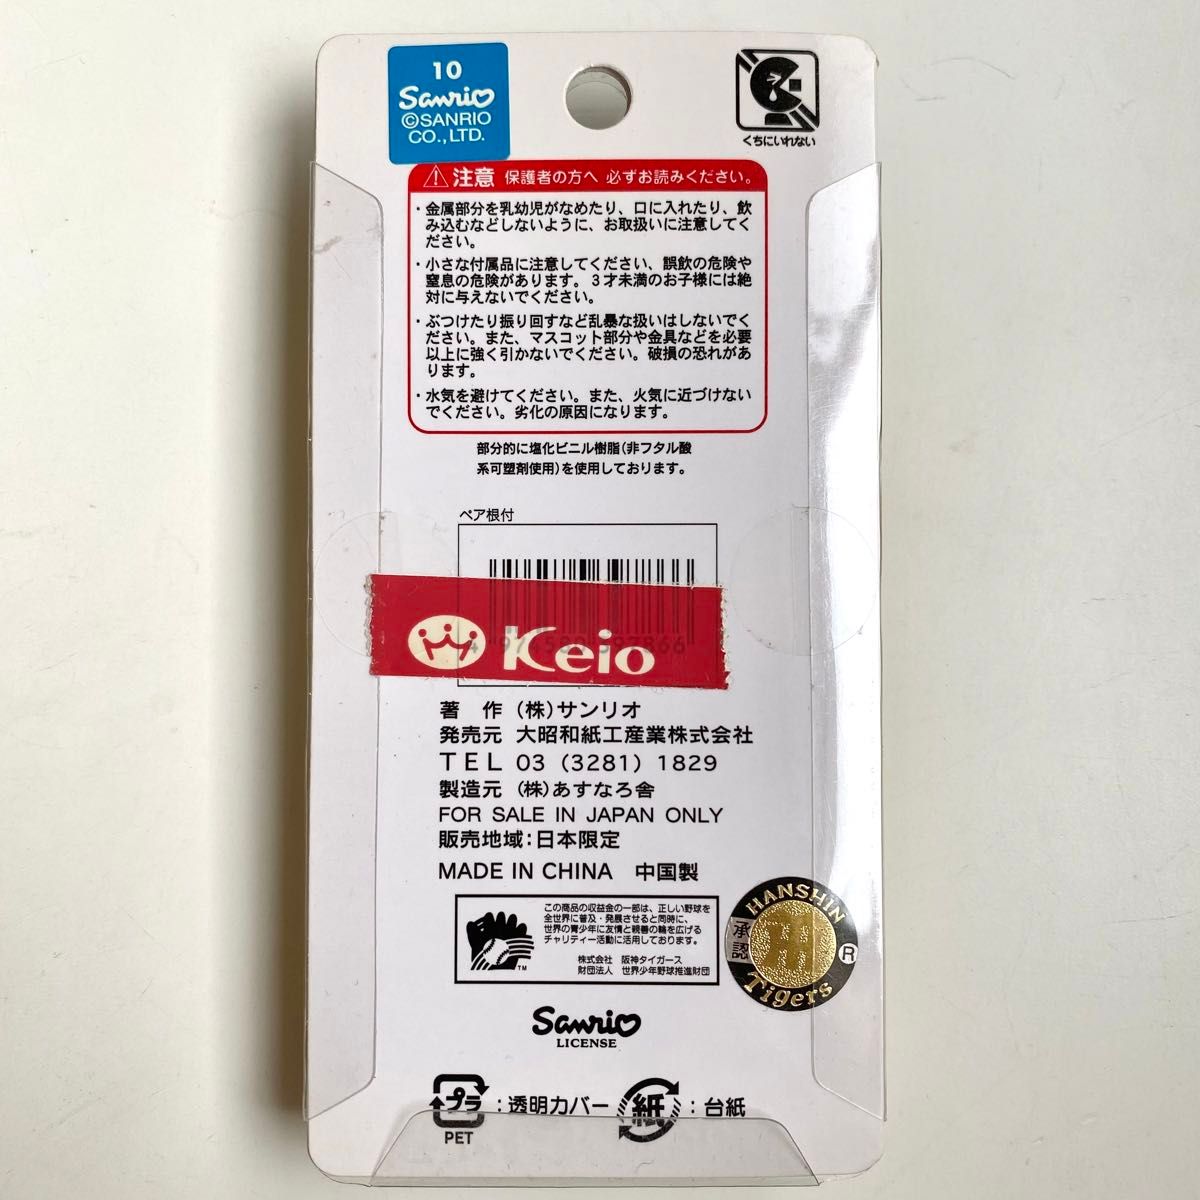 10
Sanrio
©SANRIO
CO.,LTD.
くちにいれない
注意 保護者の方へ 必ずお読みください。
・金属部分を乳幼児がなめたり、口に入れたり、飲
み込むなどしないように、お取扱いに注意してく
ださい。
・小さな付属品に注意してください、誤飲の危険や
窒息の危険があります。3才未満のお子様には絶
対に与えないでください。
・ぶつけたり振り回すなど乱暴な扱いはしないでく
ださい。また、マスコット部分や金具などを必要
以上に強く引かないでください。破損の恐れがあ
ります。
・水気を避けてください。また、火気に近づけない
でください。劣化の原因になります。
部分的に塩化ビニル樹脂(非フタル酸
系可塑剤使用)を使用しております。
ペア根付
Keio
著 作 (株)サンリオ
発売元 大昭和紙工産業株式会社
TEL 03 (3281) 1829
製造元 (株)あすなろ舎
FOR SALE IN JAPAN ONLY
販売地域:日本限定
MADE IN CHINA 中国製
この商品の収益金の一部は、正しい野球を
全世界に普及・発展させると同時に、
世界の青少年に友情と親善の輪を広げる
チャリティー活動に活用しております。
株式会社 阪神タイガース
財団法人 世界少年野球推進財団
TM
HANSHIN
承認
R
Tigers
Sanrio
LICENSE
プラ
:透明カバー
紙
:台紙
PET